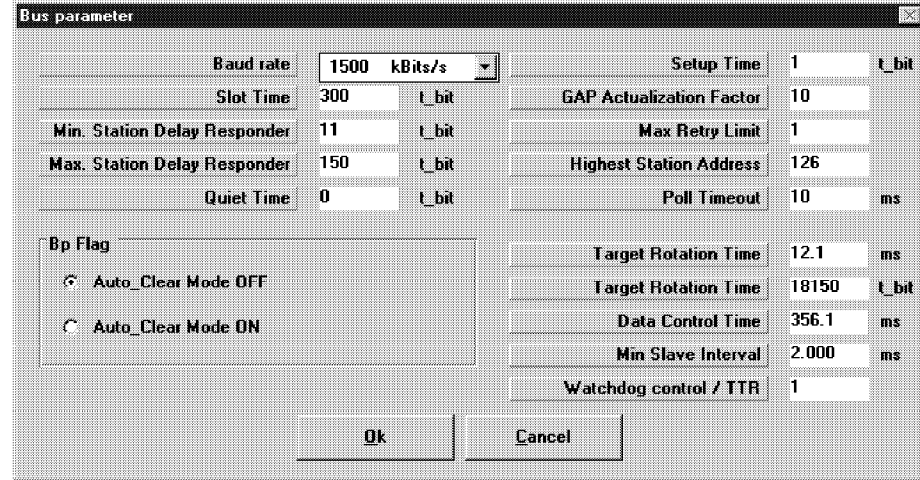 Bus parameter
Baud rate 1500 kBits/s
Setup Time 1 t_bit
Slot Time 300 t_bit
GAP Actualization Factor 10
Min. Station Delay Responder 11 t_bit
Max Retry Limit 1
Max. Station Delay Responder 150 t_bit
Highest Station Address 126
Quiet Time 0 t_bit
Poll Timeout 10 ms
Bp Flag
Auto_Clear Mode OFF
Auto_Clear Mode ON
Target Rotation Time 12.1 ms
Target Rotation Time 18150 t_bit
Data Control Time 356.1 ms
Min Slave Interval 2.000 ms
Watchdog control / TTR 1
Ok
Cancel